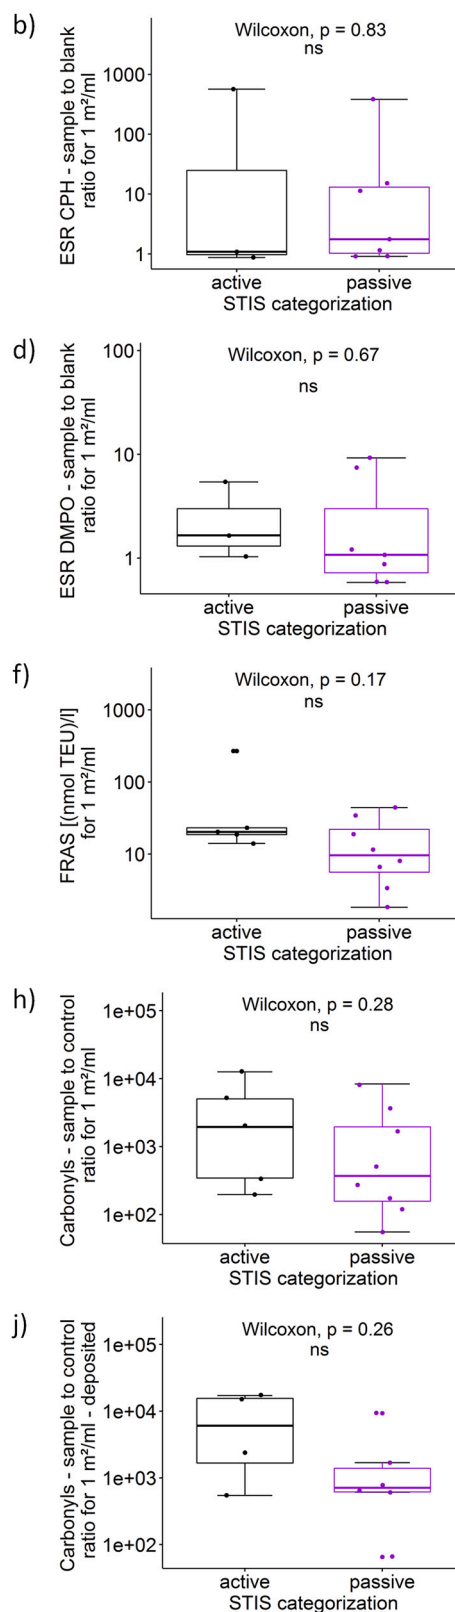 b)
Wilcoxon, p = 0.83
ns
ESR CPH - sample to blank
ratio for 1 m²/ml
1000
100
10
1
active
passive
STIS categorization
d)
Wilcoxon, p = 0.67
ns
ESR DMPO - sample to blank
ratio for 1 m²/ml
100
10
1
active
passive
STIS categorization
f)
Wilcoxon, p = 0.17
ns
FRAS [(nmol TEU)/l]
for 1 m²/ml
1000
100
10
active
passive
STIS categorization
h)
Wilcoxon, p = 0.28
ns
Carbonyls - sample to control
ratio for 1 m²/ml
1e+05
1e+04
1e+03
1e+02
active
passive
STIS categorization
j)
Wilcoxon, p = 0.26
ns
Carbonyls - sample to control
ratio for 1 m²/ml - deposited
1e+05
1e+04
1e+03
1e+02
active
passive
STIS categorization